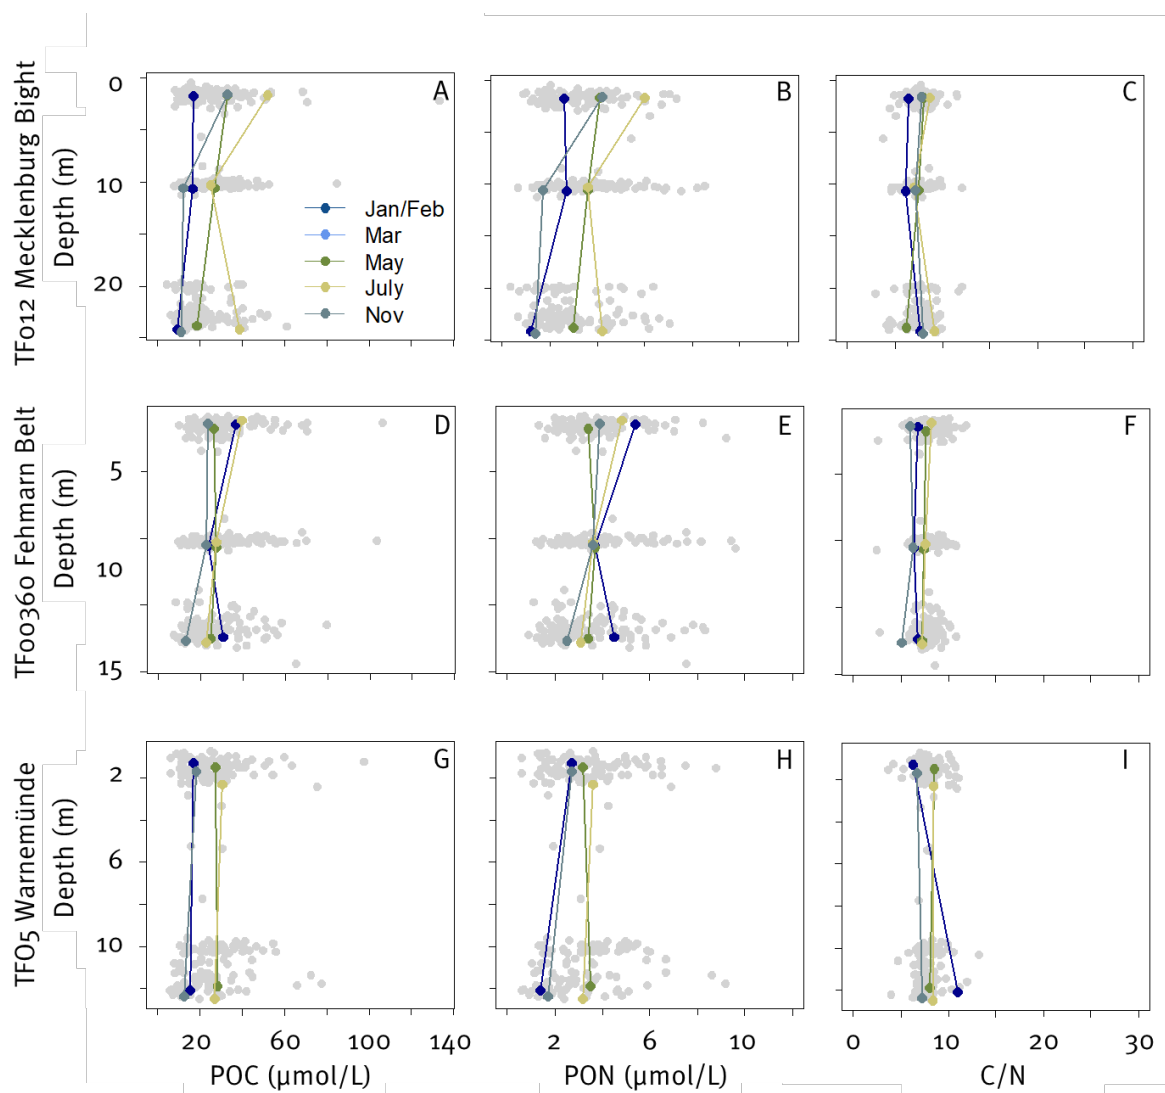 TF012 Mecklenburg Bight
Depth (m)
0
10
20
A
B
C
Jan/Feb
Mar
May
July
Nov
TF00360 Fehmarn Belt
Depth (m)
5
10
15
D
E
F
TF05 Warnemünde
Depth (m)
2
6
10
G
H
I
20 60 100 140
2 6 10
0 10 20 30
POC (µmol/L)
PON (µmol/L)
C/N